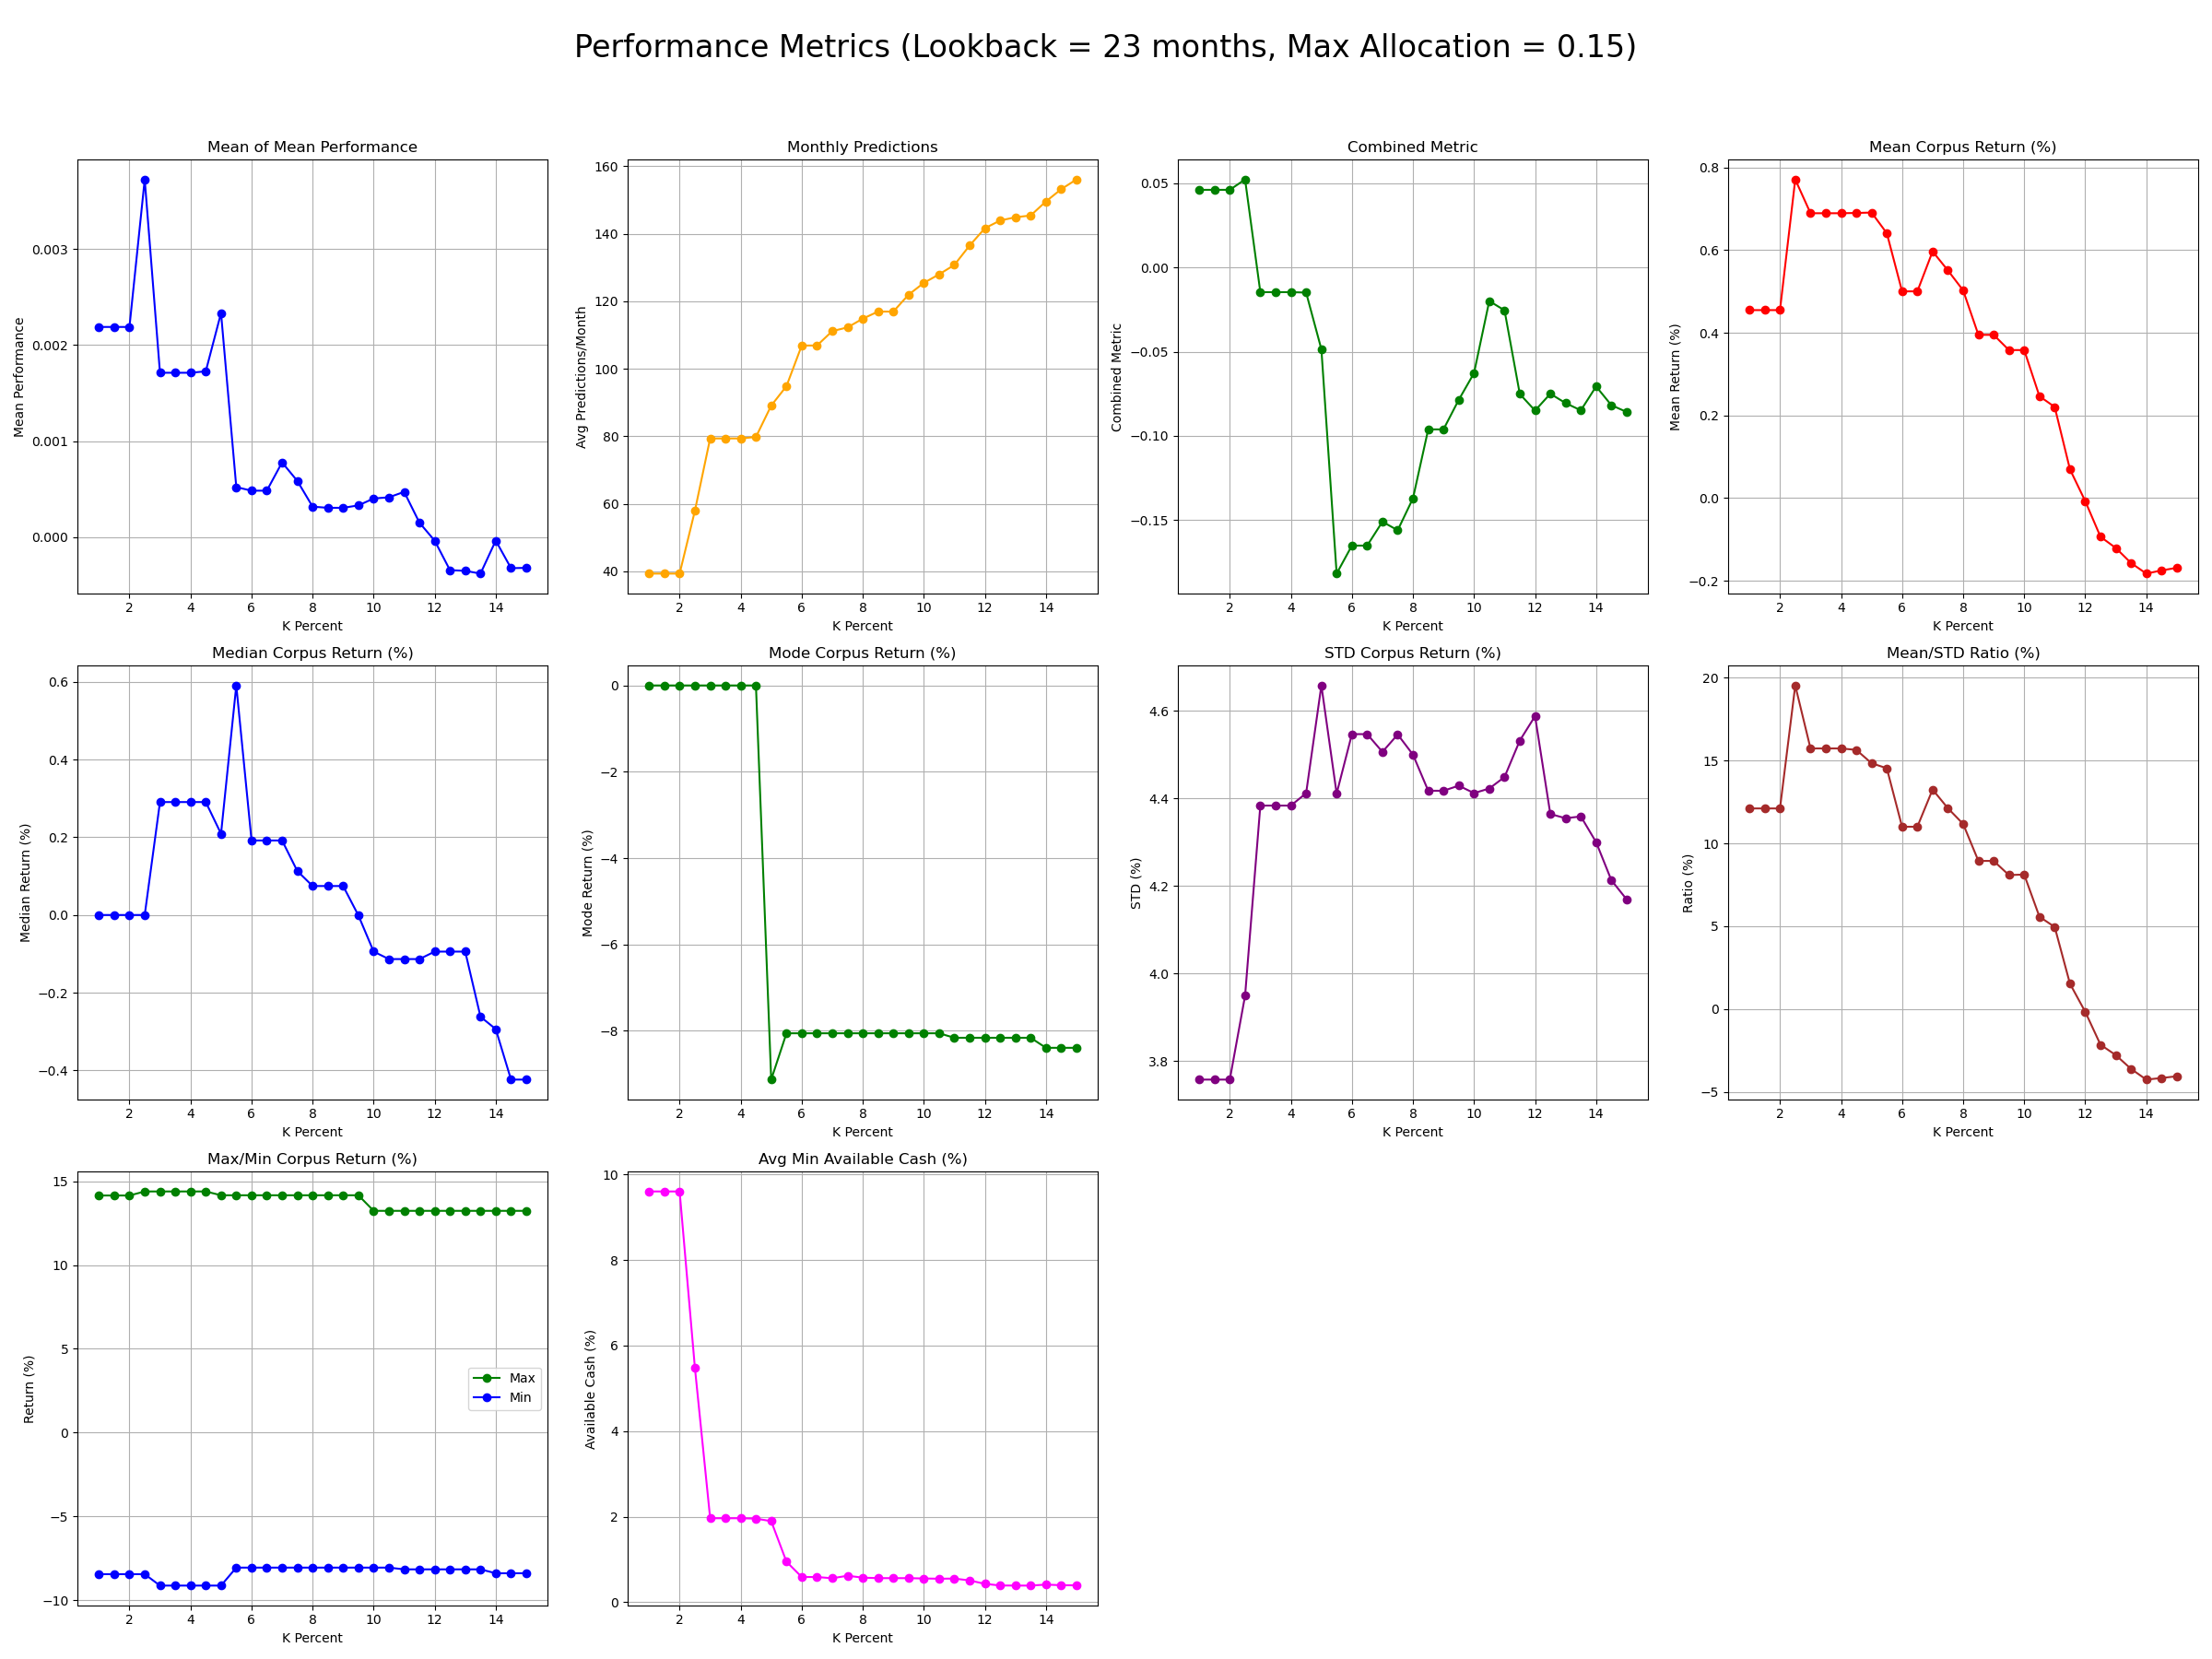 Performance Metrics (Lookback = 23 months, Max Allocation = 0.15)
Mean of Mean Performance
Mean Performance
0.003
0.002
0.001
0.000
2 4 6 8 10 12 14
K Percent
Monthly Predictions
Avg Predictions/Month
160
140
120
100
80
60
40
2 4 6 8 10 12 14
K Percent
Combined Metric
Combined Metric
0.05
0.00
−0.05
−0.10
−0.15
2 4 6 8 10 12 14
K Percent
Mean Corpus Return (%)
Mean Return (%)
0.8
0.6
0.4
0.2
0.0
−0.2
2 4 6 8 10 12 14
K Percent
Median Corpus Return (%)
Median Return (%)
0.6
0.4
0.2
0.0
−0.2
−0.4
2 4 6 8 10 12 14
K Percent
Mode Corpus Return (%)
Mode Return (%)
0
−2
−4
−6
−8
2 4 6 8 10 12 14
K Percent
STD Corpus Return (%)
STD (%)
4.6
4.4
4.2
4.0
3.8
2 4 6 8 10 12 14
K Percent
Mean/STD Ratio (%)
Ratio (%)
20
15
10
5
0
−5
2 4 6 8 10 12 14
K Percent
Max/Min Corpus Return (%)
Return (%)
15
10
5
0
−5
−10
Max
Min
2 4 6 8 10 12 14
K Percent
Avg Min Available Cash (%)
Available Cash (%)
10
8
6
4
2
0
2 4 6 8 10 12 14
K Percent